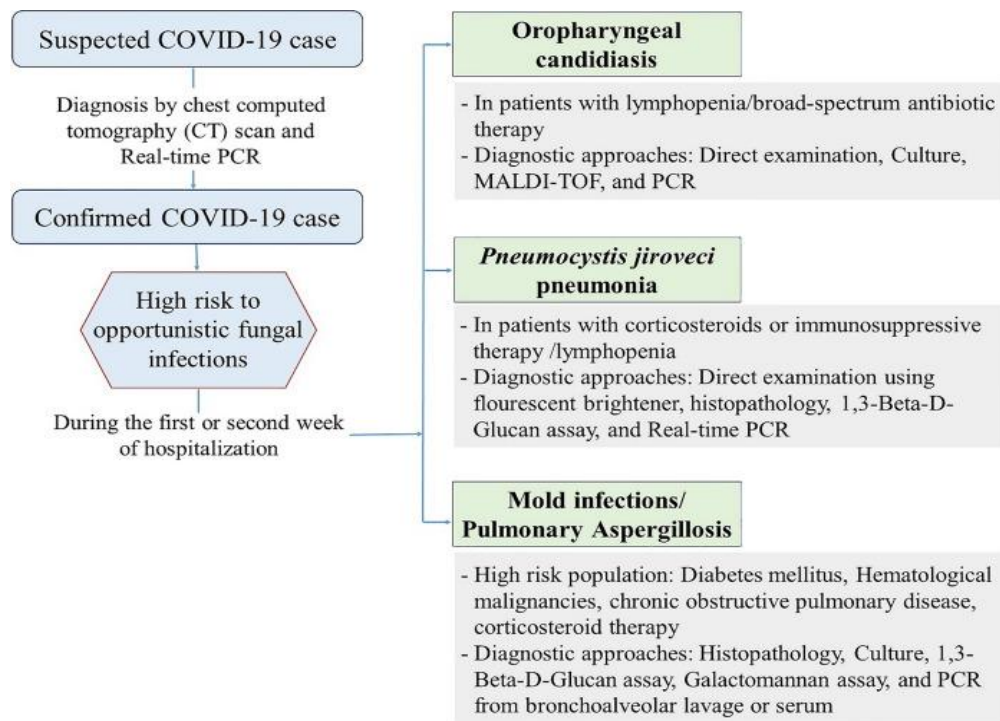 Suspected COVID-19 case
Diagnosis by chest computed
tomography (CT) scan and
Real-time PCR
Confirmed COVID-19 case
High risk to
opportunistic fungal
infections
During the first or second week
of hospitalization
Oropharyngeal
candidiasis
- In patients with lymphopenia/broad-spectrum antibiotic
therapy
- Diagnostic approaches: Direct examination, Culture,
MALDI-TOF, and PCR
Pneumocystis jiroveci
pneumonia
- In patients with corticosteroids or immunosuppressive
therapy /lymphopenia
- Diagnostic approaches: Direct examination using
flourescent brightener, histopathology, 1,3-Beta-D-
Glucan assay, and Real-time PCR
Mold infections/
Pulmonary Aspergillosis
- High risk population: Diabetes mellitus, Hematological
malignancies, chronic obstructive pulmonary disease,
corticosteroid therapy
- Diagnostic approaches: Histopathology, Culture, 1,3-
Beta-D-Glucan assay, Galactomannan assay, and PCR
from bronchoalveolar lavage or serum